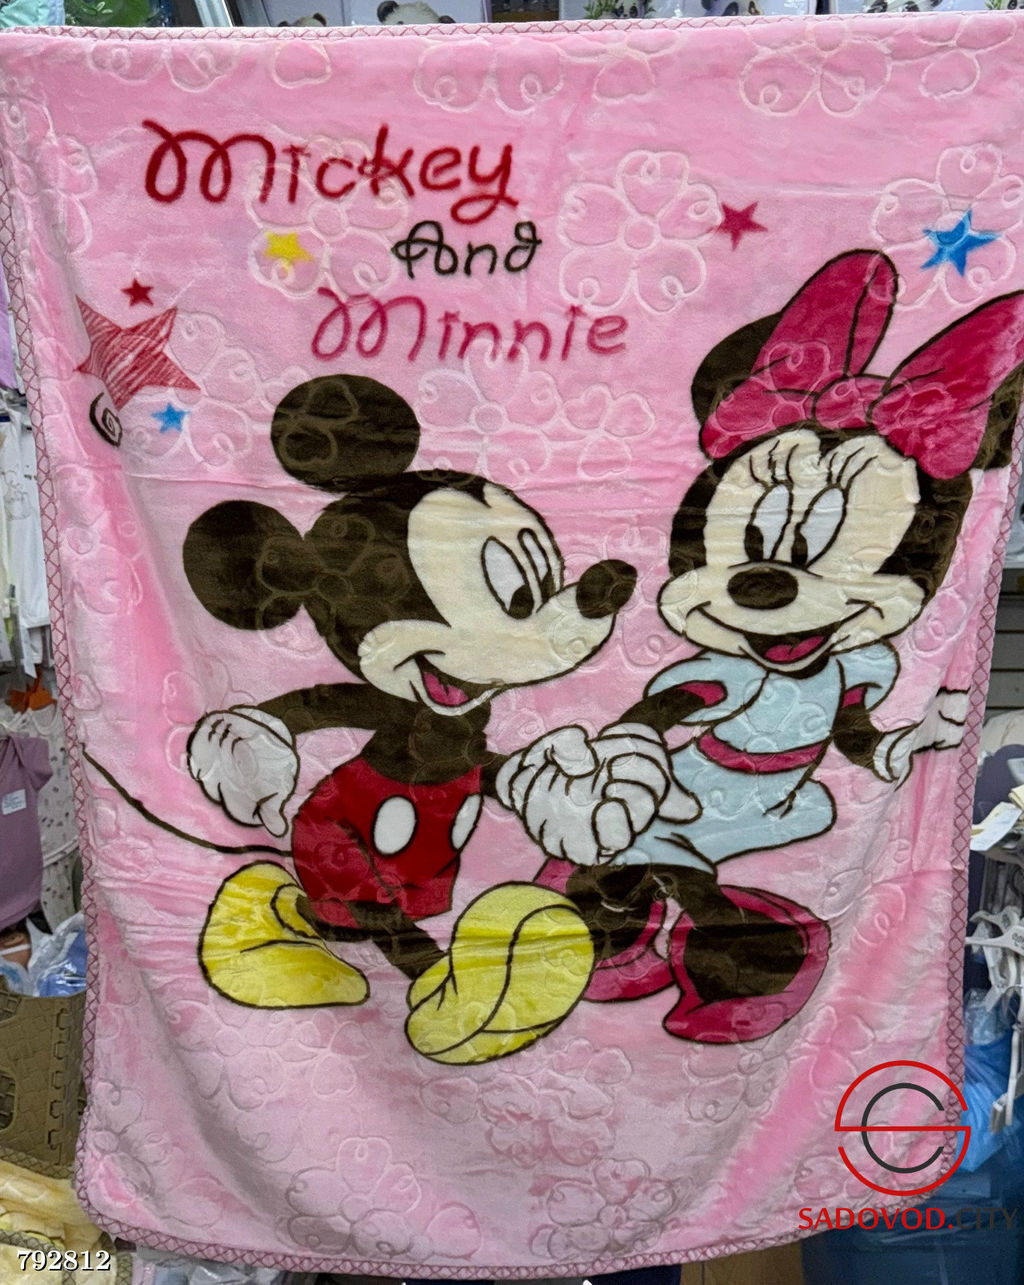 Mickey
And
Minnie
SADOVOD.CITY
792812